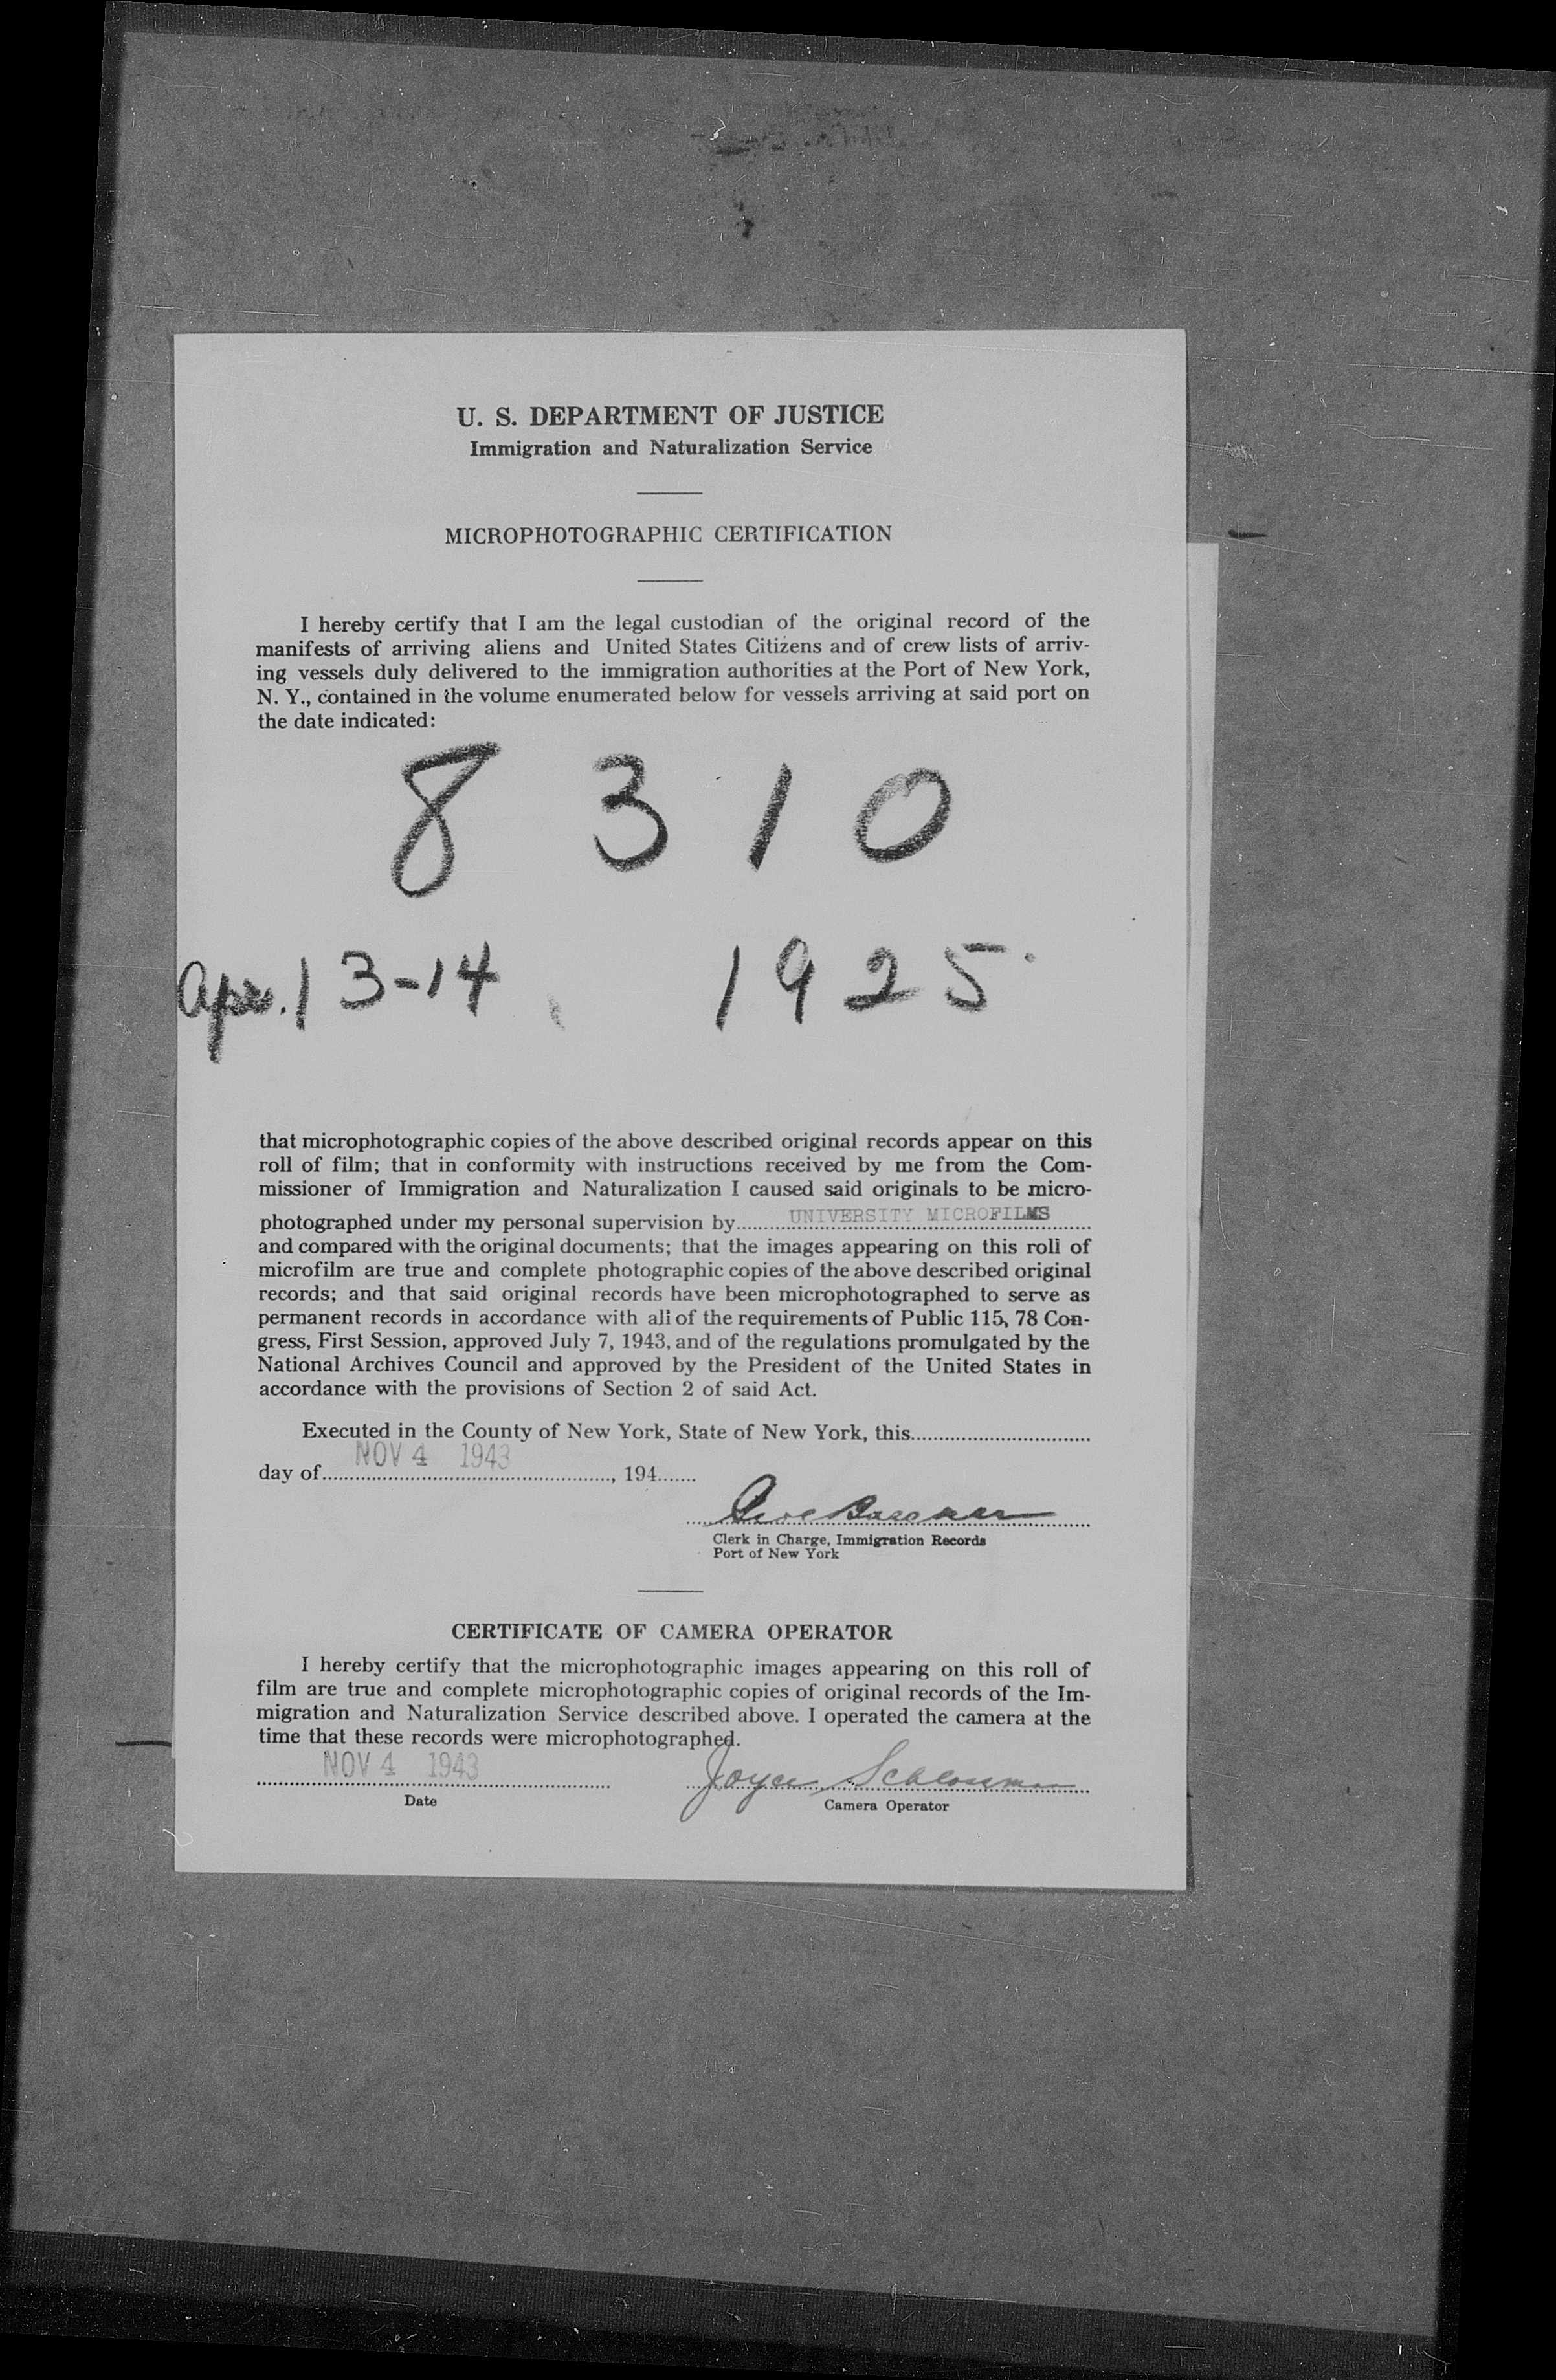 U. S. DEPARTMENT OF JUSTICE
Immigration and Naturalization Service
MICROPHOTOGRAPHIC CERTIFICATION
I hereby certify that I am the legal custodian of the original record of the
manifests of arriving aliens and United States Citizens and of crew lists of arriv-
ing vessels duly delivered to the immigration authorities at the Port of New York,
N. Y., contained in the volume enumerated below for vessels arriving at said port on
the date indicated:
8310
Apr. 13-14, 1925.
that microphotographic copies of the above described original records appear on this
roll of film; that in conformity with instructions received by me from the Com-
missioner of Immigration and Naturalization I caused said originals to be micro-
photographed under my personal supervision by UNIVERSITY MICROFILMS
and compared with the original documents; that the images appearing on this roll of
microfilm are true and complete photographic copies of the above described original
records; and that said original records have been microphotographed to serve as
permanent records in accordance with all of the requirements of Public 115, 78 Con-
gress, First Session, approved July 7, 1943, and of the regulations promulgated by the
National Archives Council and approved by the President of the United States in
accordance with the provisions of Section 2 of said Act.
Executed in the County of New York, State of New York, this
NOV 4 1943
day of , 194
Clerk in Charge, Immigration Records
Port of New York
CERTIFICATE OF CAMERA OPERATOR
I hereby certify that the microphotographic images appearing on this roll of
film are true and complete microphotographic copies of original records of the Im-
migration and Naturalization Service described above. I operated the camera at the
time that these records were microphotographed.
NOV 4 1943 Joyce Schlossman
Date Camera Operator